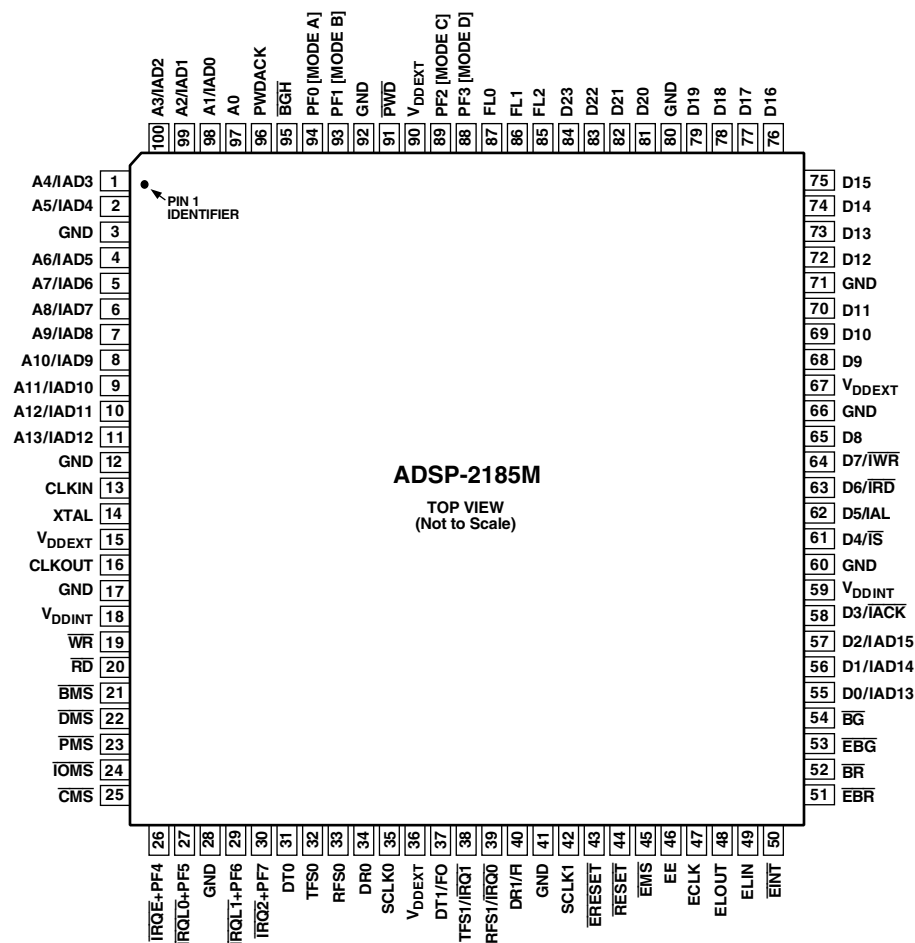 A3/IAD2
A2/IAD1
A1/IAD0
A0
PWDACK
BGH
PF0 [MODE A]
PF1 [MODE B]
GND
PWD
VDDEXT
PF2 [MODE C]
PF3 [MODE D]
FL0
FL1
FL2
D23
D22
D21
D20
GND
D19
D18
D17
D16
100 99 98 97 96 95 94 93 92 91 90 89 88 87 86 85 84 83 82 81 80 79 78 77 76
A4/IAD3 1
A5/IAD4 2
GND 3
A6/IAD5 4
A7/IAD6 5
A8/IAD7 6
A9/IAD8 7
A10/IAD9 8
A11/IAD10 9
A12/IAD11 10
A13/IAD12 11
GND 12
CLKIN 13
XTAL 14
VDDEXT 15
CLKOUT 16
GND 17
VDDINT 18
WR 19
RD 20
BMS 21
DMS 22
PMS 23
IOMS 24
CMS 25
PIN 1
IDENTIFIER
ADSP-2185M
TOP VIEW
(Not to Scale)
75 D15
74 D14
73 D13
72 D12
71 GND
70 D11
69 D10
68 D9
67 VDDEXT
66 GND
65 D8
64 D7/IWR
63 D6/IRD
62 D5/IAL
61 D4/IS
60 GND
59 VDDINT
58 D3/IACK
57 D2/IAD15
56 D1/IAD14
55 D0/IAD13
54 BG
53 EBG
52 BR
51 EBR
26 27 28 29 30 31 32 33 34 35 36 37 38 39 40 41 42 43 44 45 46 47 48 49 50
IRQE+PF4
IRQL0+PF5
GND
IRQL1+PF6
IRQ2+PF7
DT0
TFS0
RFS0
DR0
SCLK0
VDDEXT
DT1/FO
TFS1/IRQ1
RFS1/IRQ0
DR1/FI
GND
SCLK1
ERESET
RESET
EMS
EE
ECLK
ELOUT
ELIN
EINT